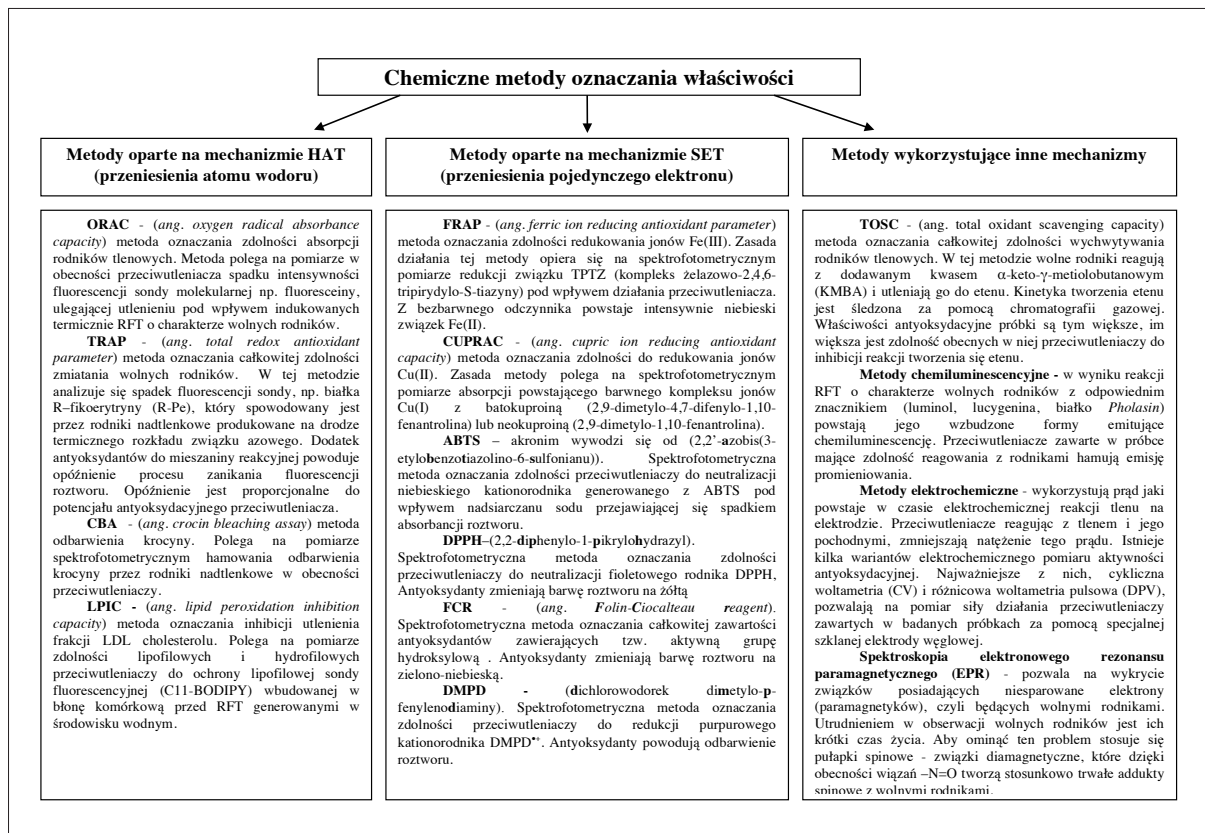 Chemiczne metody oznaczania właściwości
Metody oparte na mechanizmie HAT
(przeniesienia atomu wodoru)
Metody oparte na mechanizmie SET
(przeniesienia pojedynczego elektronu)
Metody wykorzystujące inne mechanizmy
ORAC - (ang. oxygen radical absorbance
capacity) metoda oznaczania zdolności absorpcji
rodników tlenowych. Metoda polega na pomiarze w
obecności przeciwutleniacza spadku intensywności
fluorescencji sondy molekularnej np. fluoresceiny,
ulegającej utlenieniu pod wpływem indukowanych
termicznie RFT o charakterze wolnych rodników.
TRAP - (ang. total redox antioxidant
parameter) metoda oznaczania całkowitej zdolności
zmiatania wolnych rodników. W tej metodzie
analizuje się spadek fluorescencji sondy, np. białka
R–fikoerytryny (R-Pe), który spowodowany jest
przez rodniki nadtlenkowe produkowane na drodze
termicznego rozkładu związku azowego. Dodatek
antyoksydantów do mieszaniny reakcyjnej powoduje
opóźnienie procesu zanikania fluorescencji
roztworu. Opóźnienie jest proporcjonalne do
potencjału antyoksydacyjnego przeciwutleniacza.
CBA - (ang. crocin bleaching assay) metoda
odbarwienia krocyny. Polega na pomiarze
spektrofotometrycznym hamowania odbarwienia
krocyny przez rodniki nadtlenkowe w obecności
przeciwutleniaczy.
LPIC - (ang. lipid peroxidation inhibition
capacity) metoda oznaczania inhibicji utlenienia
frakcji LDL cholesterolu. Polega na pomiarze
zdolności lipofilowych i hydrofilowych
przeciwutleniaczy do ochrony lipofilowej sondy
fluorescencyjnej (C11-BODIPY) wbudowanej w
błonę komórkową przed RFT generowanymi w
środowisku wodnym.
FRAP - (ang. ferric ion reducing antioxidant parameter)
metoda oznaczania zdolności redukowania jonów Fe(III). Zasada
działania tej metody opiera się na spektrofotometrycznym
pomiarze redukcji związku TPTZ (kompleks żelazowo-2,4,6-
tripirydylo-S-tiazyny) pod wpływem działania przeciwutleniacza.
Z bezbarwnego odczynnika powstaje intensywnie niebieski
związek Fe(II).
CUPRAC - (ang. cupric ion reducing antioxidant
capacity) metoda oznaczania zdolności do redukowania jonów
Cu(II). Zasada metody polega na spektrofotometrycznym
pomiarze absorpcji powstającego barwnego kompleksu jonów
Cu(I) z batokuproiną (2,9-dimetylo-4,7-difenylo-1,10-
fenantrolina) lub neokuproiną (2,9-dimetylo-1,10-fenantrolina).
ABTS – akronim wywodzi się od (2,2’-azobis(3-
etylobenzotiazolino-6-sulfonianu)). Spektrofotometryczna
metoda oznaczania zdolności przeciwutleniaczy do neutralizacji
niebieskiego kationorodnika generowanego z ABTS pod
wpływem nadsiarczanu sodu przejawiającej się spadkiem
absorbancji roztworu.
DPPH–(2,2-diphenylo-1-pikrylohydrazyl).
Spektrofotometryczna metoda oznaczania zdolności
przeciwutleniaczy do neutralizacji fioletowego rodnika DPPH,
Antyoksydanty zmieniają barwę roztworu na żółtą
FCR - (ang. Folin-Ciocalteau reagent).
Spektrofotometryczna metoda oznaczania całkowitej zawartości
antyoksydantów zawierających tzw. aktywną grupę
hydroksylową . Antyoksydanty zmieniają barwę roztworu na
zielono-niebieską.
DMPD - (dichlorowodorek dimetylo-p-
fenylenodiaminy). Spektrofotometryczna metoda oznaczania
zdolności przeciwutleniaczy do redukcji purpurowego
kationorodnika DMPD•+. Antyoksydanty powodują odbarwienie
roztworu.
TOSC - (ang. total oxidant scavenging capacity)
metoda oznaczania całkowitej zdolności wychwytywania
rodników tlenowych. W tej metodzie wolne rodniki reagują
z dodawanym kwasem α-keto-γ-metiolobutanowym
(KMBA) i utleniają go do etenu. Kinetyka tworzenia etenu
jest śledzona za pomocą chromatografii gazowej.
Właściwości antyoksydacyjne próbki są tym większe, im
większa jest zdolność obecnych w niej przeciwutleniaczy do
inhibicji reakcji tworzenia się etenu.
Metody chemiluminescencyjne - w wyniku reakcji
RFT o charakterze wolnych rodników z odpowiednim
znacznikiem (luminol, lucygenina, białko Pholasin)
powstają jego wzbudzone formy emitujące
chemiluminescencję. Przeciwutleniacze zawarte w próbce
mające zdolność reagowania z rodnikami hamują emisję
promieniowania.
Metody elektrochemiczne - wykorzystują prąd jaki
powstaje w czasie elektrochemicznej reakcji tlenu na
elektrodzie. Przeciwutleniacze reagując z tlenem i jego
pochodnymi, zmniejszają natężenie tego prądu. Istnieje
kilka wariantów elektrochemicznego pomiaru aktywności
antyoksydacyjnej. Najważniejsze z nich, cykliczna
woltametria (CV) i różnicowa woltametria pulsowa (DPV),
pozwalają na pomiar siły działania przeciwutleniaczy
zawartych w badanych próbkach za pomocą specjalnej
szklanej elektrody węglowej.
Spektroskopia elektronowego rezonansu
paramagnetycznego (EPR) - pozwala na wykrycie
związków posiadających niesparowane elektrony
(paramagnetyków), czyli będących wolnymi rodnikami.
Utrudnieniem w obserwacji wolnych rodników jest ich
krótki czas życia. Aby ominąć ten problem stosuje się
pułapki spinowe - związki diamagnetyczne, które dzięki
obecności wiązań –N=O tworzą stosunkowo trwałe addukty
spinowe z wolnymi rodnikami.